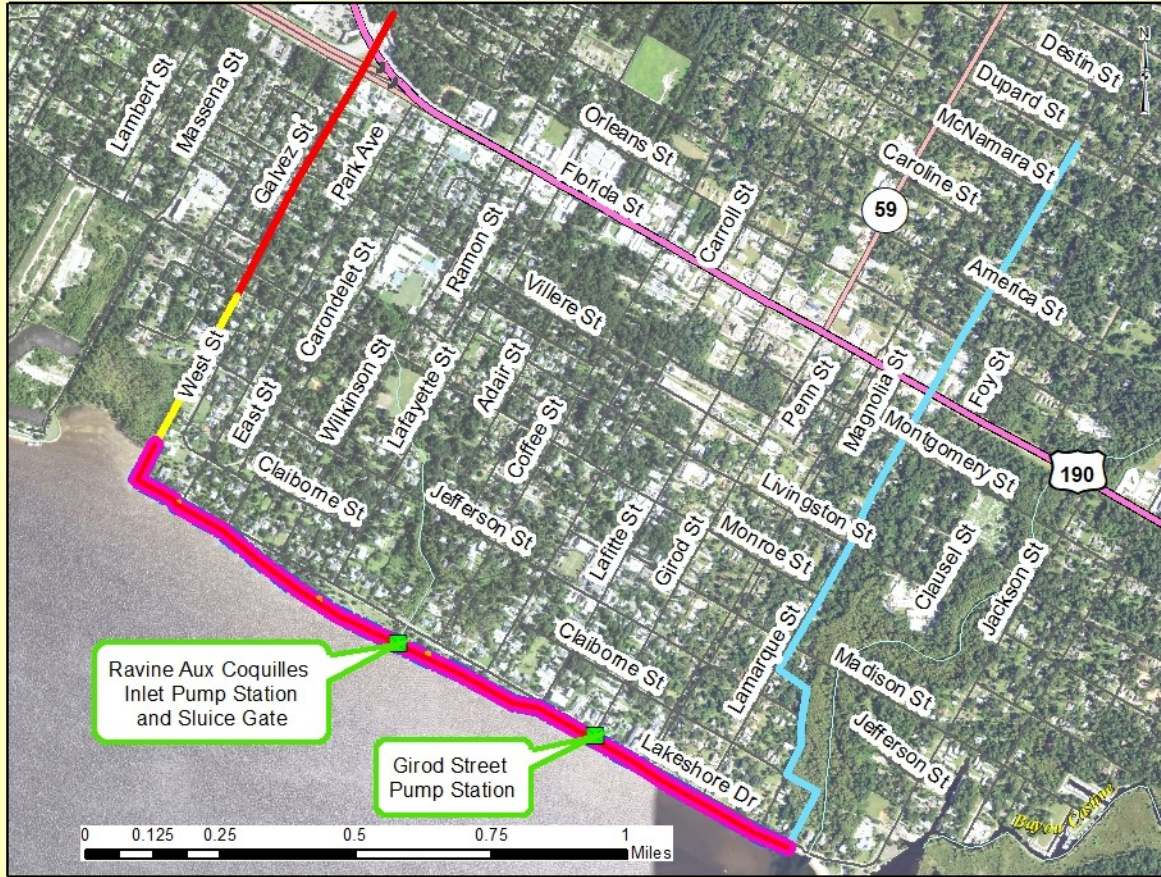 N
Destin St
Dupard St
McNamara St
Lambert St
Massena St
Galvez St
Park Ave
Orleans St
Florida St
Caroline St
59
Carroll St
Ramon St
Carondelet St
Villere St
America St
West St
East St
Wilkinson St
Lafayette St
Adair St
Coffee St
Penn St
Magnolia St
Foy St
Montgomery St
190
Claiborne St
Jefferson St
Livingston St
Lafitte St
Girod St
Monroe St
Clausel St
Jackson St
Claiborne St
Lamarque St
Madison St
Jefferson St
Ravine Aux Coquilles
Inlet Pump Station
and Sluice Gate
Girod Street
Pump Station
Lakeshore Dr
Bayou Castine
0 0.125 0.25 0.5 0.75 1
Miles